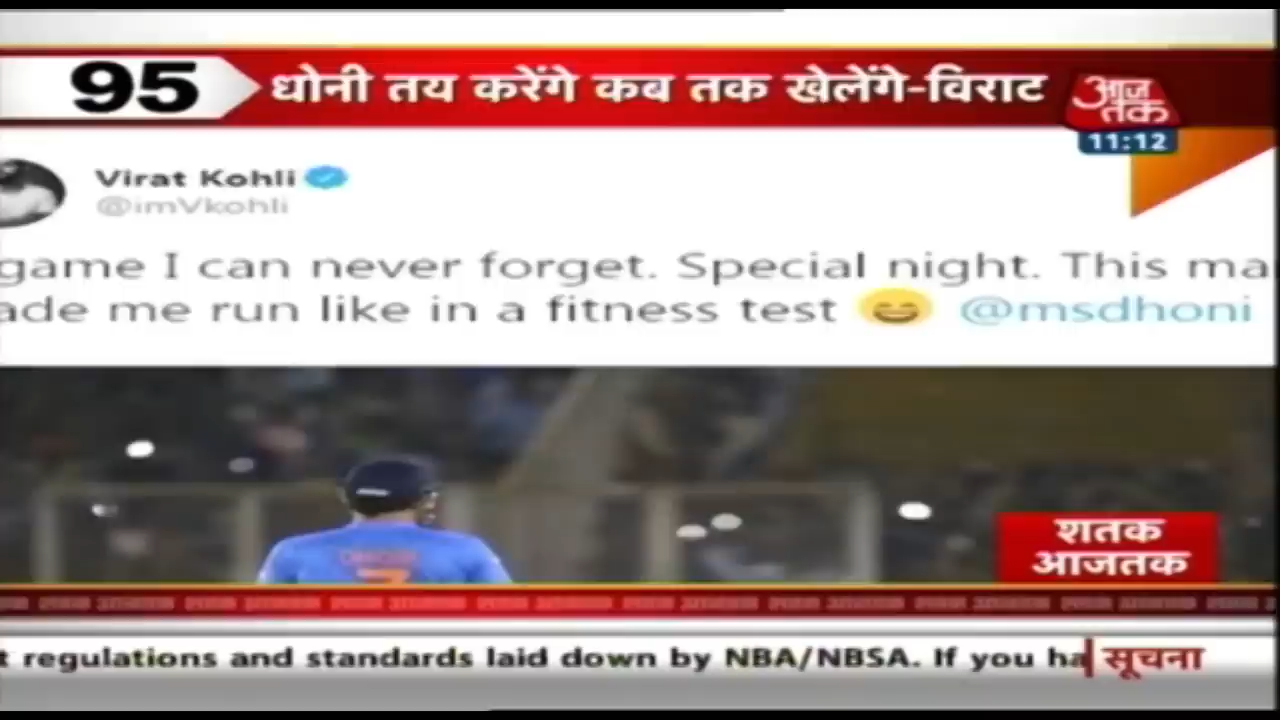 95 धोनी तय करेंगे कब तक खेलेंगे-विराट
आज
तक
11:12
Virat Kohli
@imVkohli
game I can never forget. Special night. This ma
ade me run like in a fitness test 😄 @msdhoni
7
शतक
आजतक
t regulations and standards laid down by NBA/NBSA. If you ha
सूचना